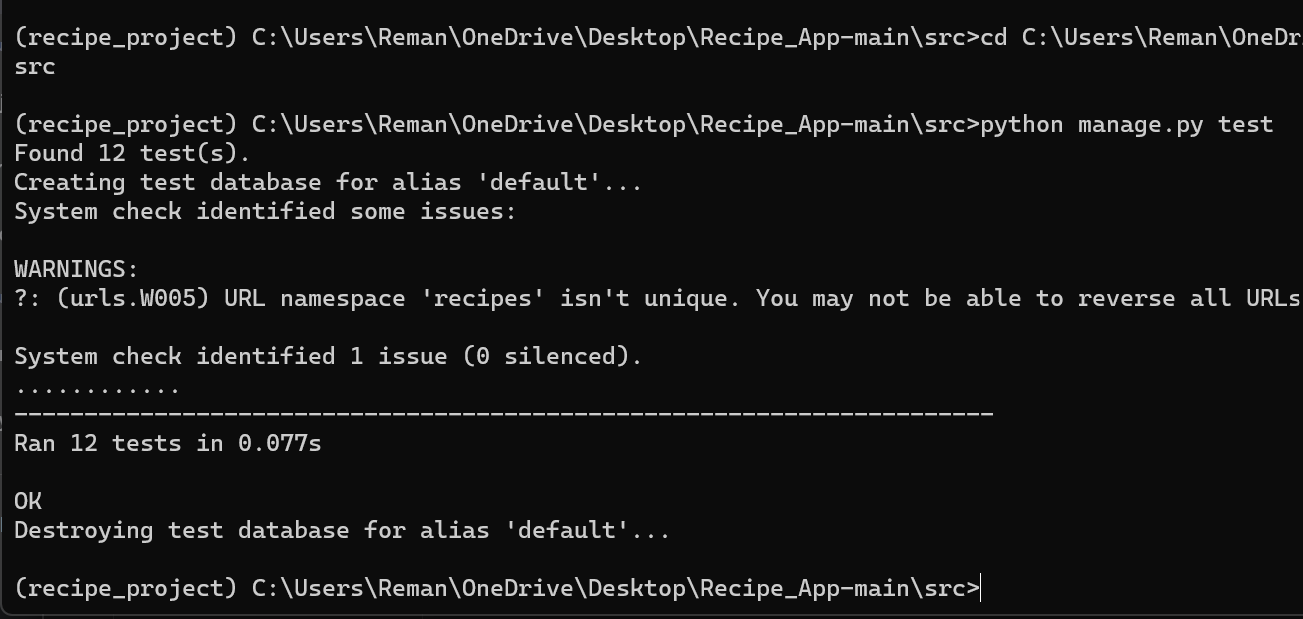 (recipe_project) C:\Users\Reman\OneDrive\Desktop\Recipe_App-main\src>cd C:\Users\Reman\OneDr
src
(recipe_project) C:\Users\Reman\OneDrive\Desktop\Recipe_App-main\src>python manage.py test
Found 12 test(s).
Creating test database for alias 'default'...
System check identified some issues:
WARNINGS:
?: (urls.W005) URL namespace 'recipes' isn't unique. You may not be able to reverse all URLs
System check identified 1 issue (0 silenced).
............
----------------------------------------------------------------------
Ran 12 tests in 0.077s
OK
Destroying test database for alias 'default'...
(recipe_project) C:\Users\Reman\OneDrive\Desktop\Recipe_App-main\src>